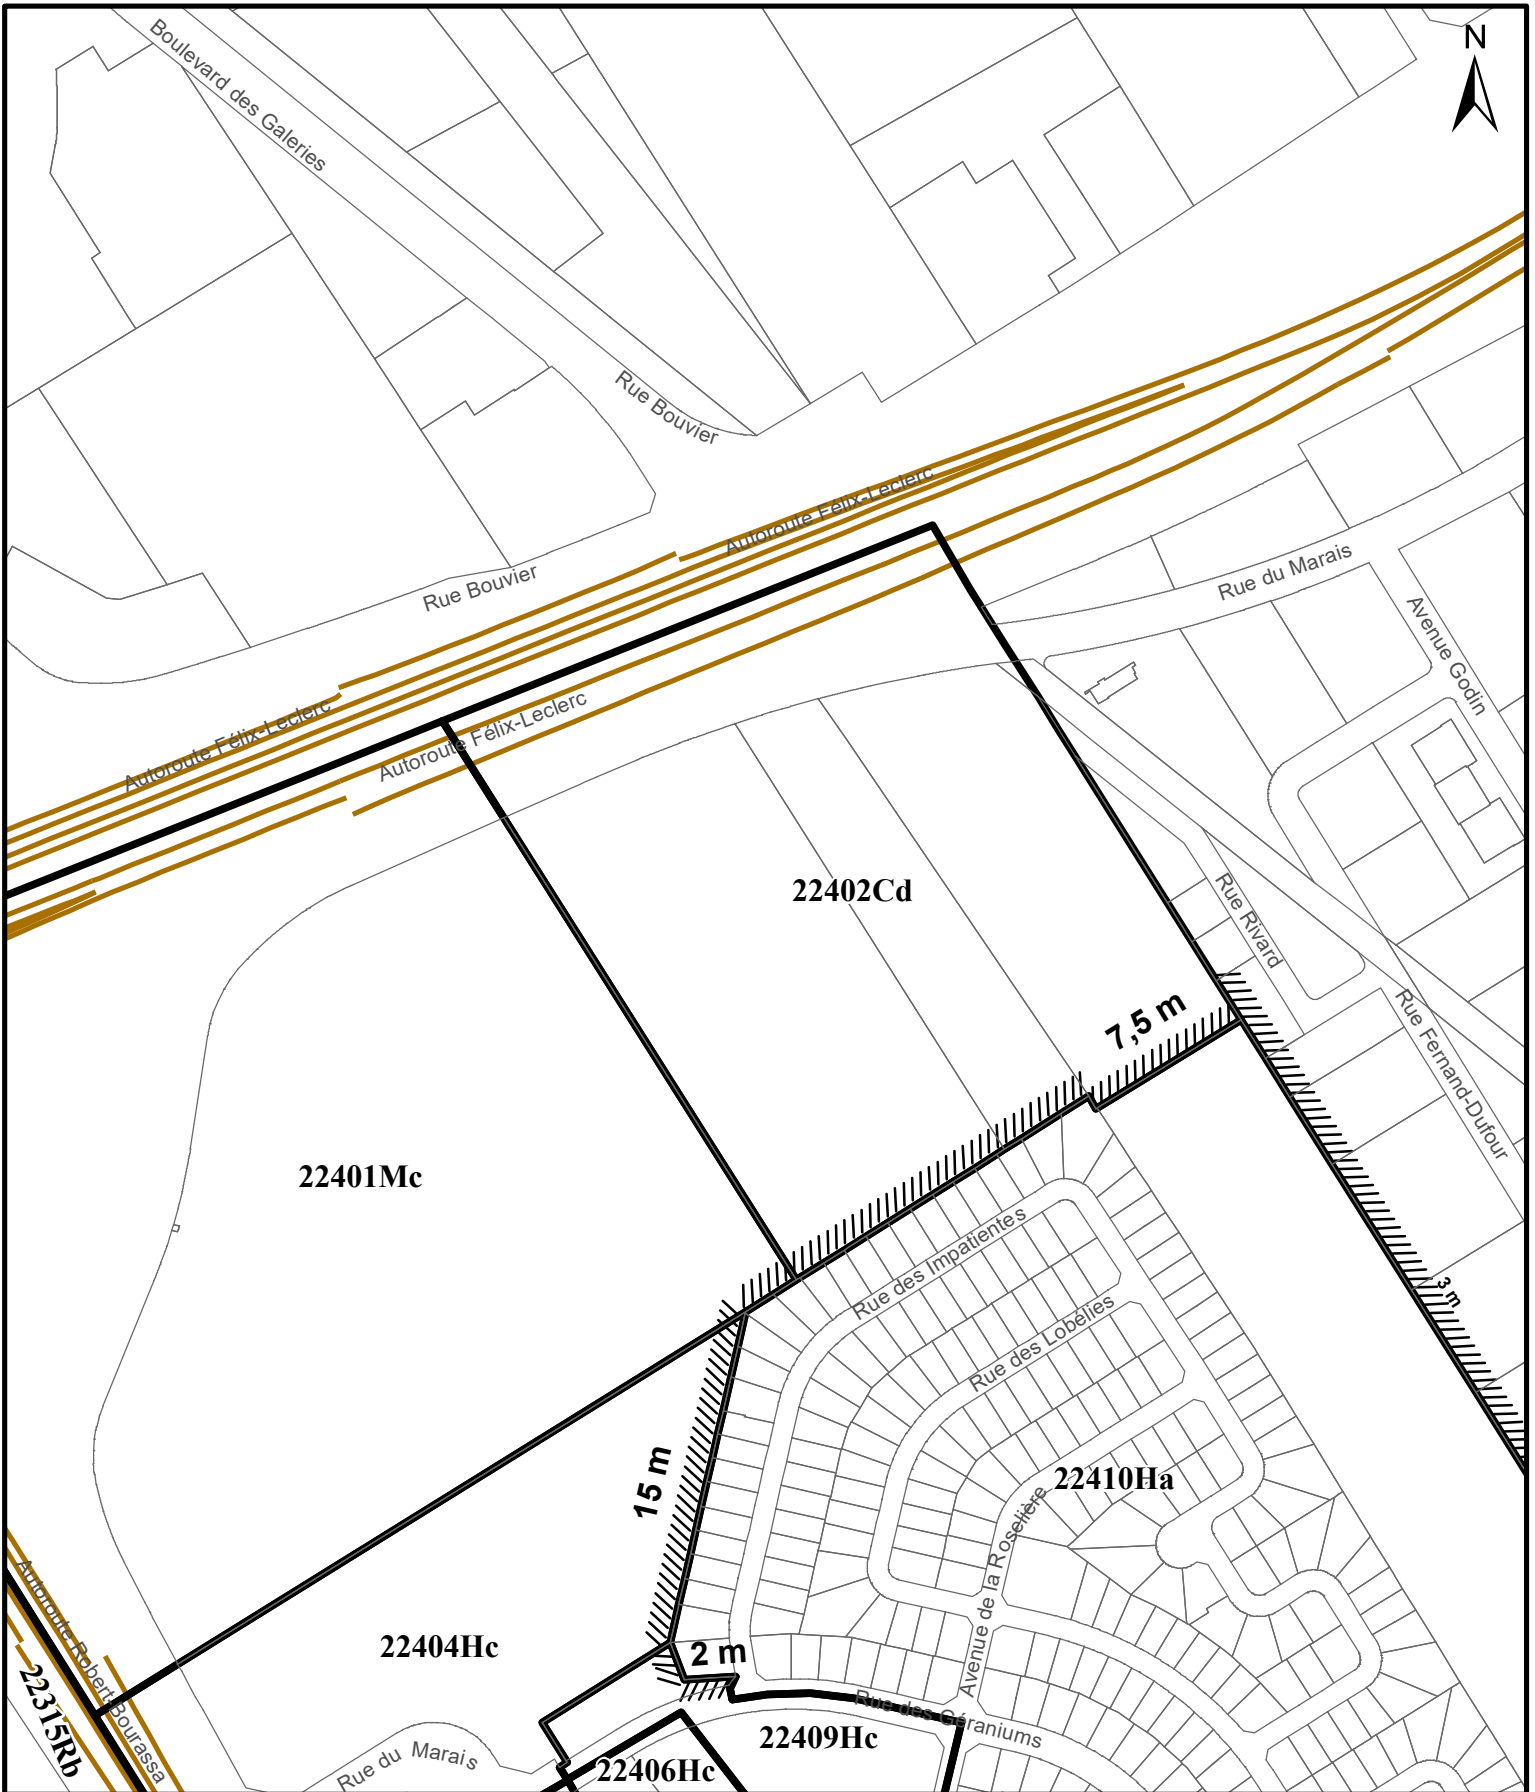 N
Boulevard des Galeries
Rue Bouvier
Autoroute Félix-Leclerc
Rue Bouvier
Rue du Marais
Avenue Godin
Autoroute Félix-Leclerc
Autoroute Félix-Leclerc
22402Cd
Rue Rivard
7,5 m
Rue Fernand-Dufour
22401Mc
Rue des Impatientes
3 m
Rue des Lobélies
15 m
22410Ha
Avenue de la Roselière
Autoroute Robert-Bourassa
22404Hc
2 m
22315Rb
Rue des Géraniums
22409Hc
Rue du Marais
22406Hc